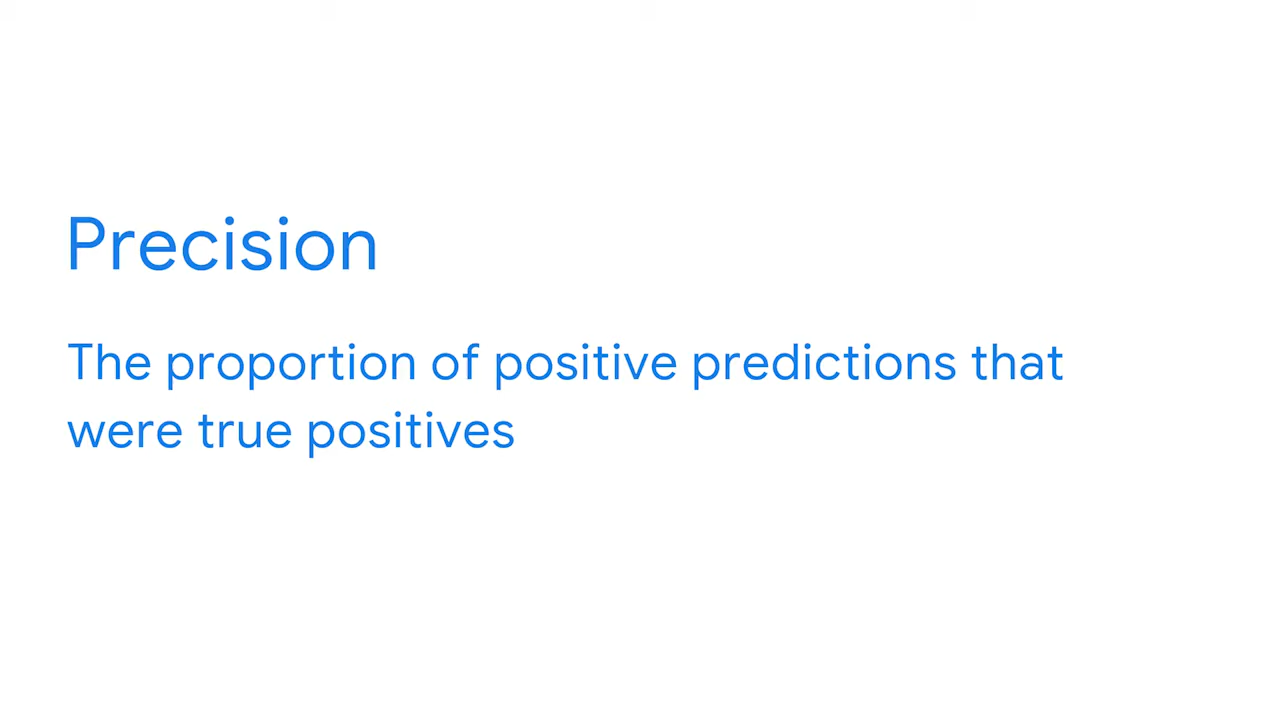 Precision
The proportion of positive predictions that
were true positives